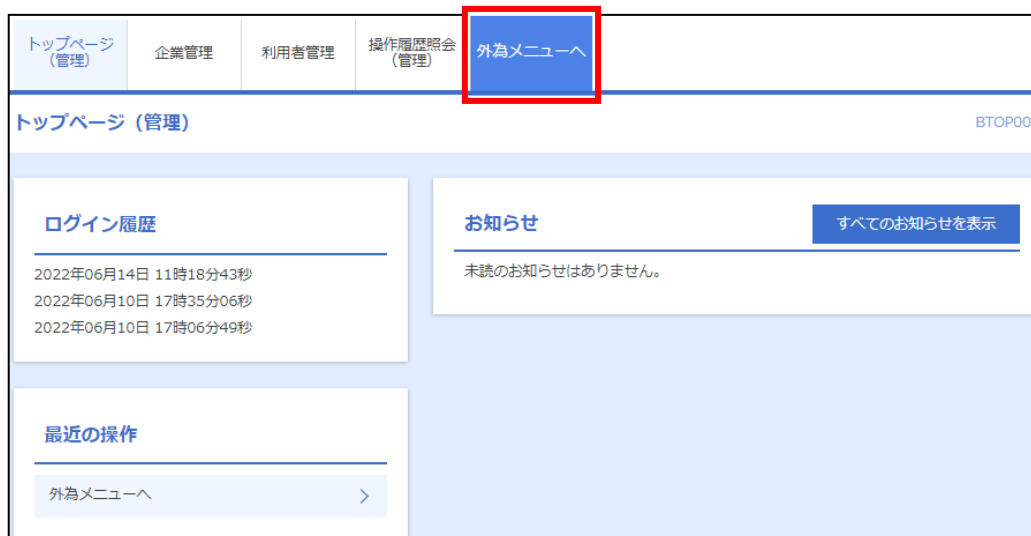 トップページ
（管理）
企業管理
利用者管理
操作履歴照会
（管理）
外為メニューへ
トップページ（管理）
BTOP00
ログイン履歴
2022年06月14日 11時18分43秒
2022年06月10日 17時35分06秒
2022年06月10日 17時06分49秒
お知らせ
すべてのお知らせを表示
未読のお知らせはありません。
最近の操作
外為メニューへ